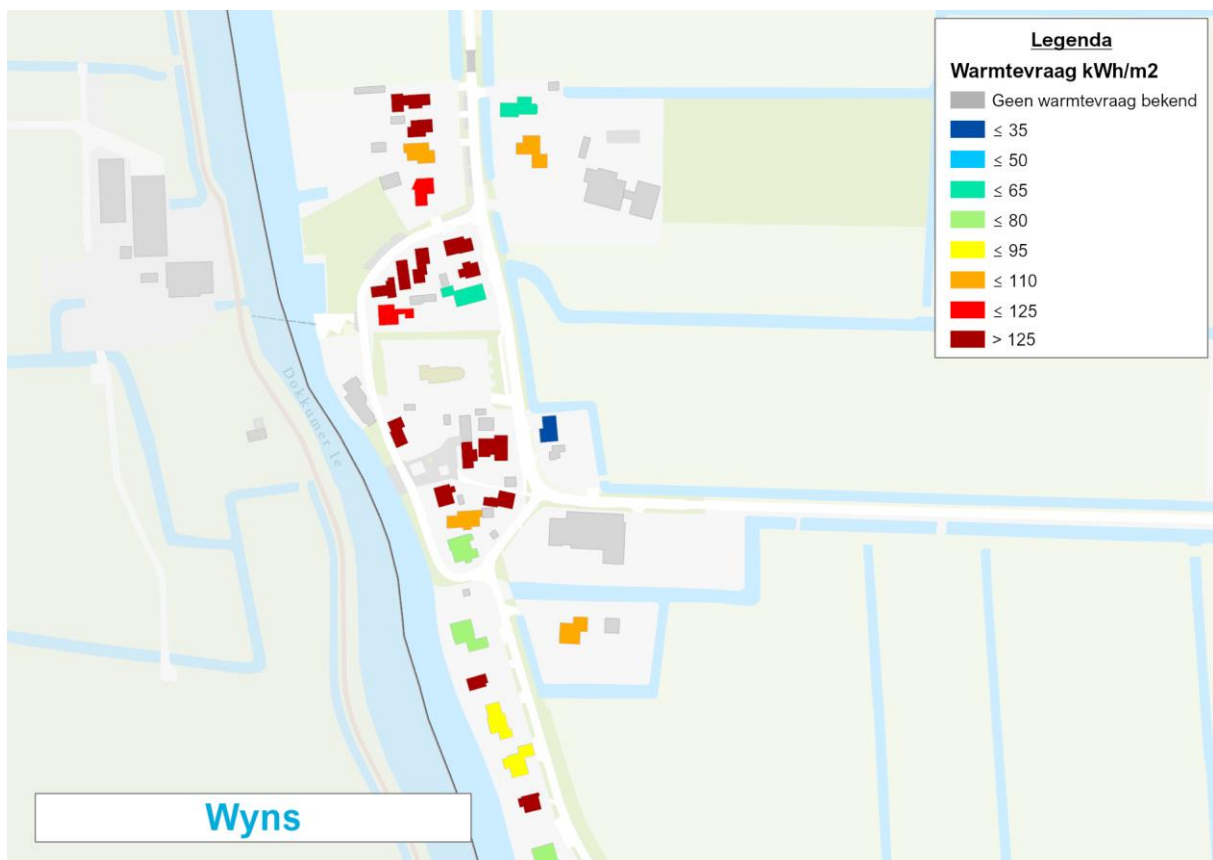 Legenda
Warmtevraag kWh/m2
Geen warmtevraag bekend
≤ 35
≤ 50
≤ 65
≤ 80
≤ 95
≤ 110
≤ 125
> 125
Dokkumer Ie
Wyns